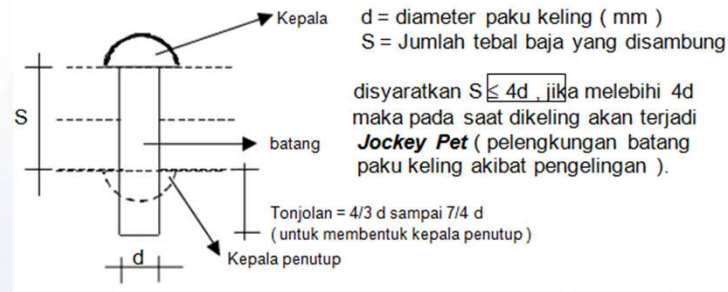 Kepala
d = diameter paku keling ( mm )
S = Jumlah tebal baja yang disambung
disyaratkan S ≤ 4d , jika melebihi 4d
S
maka pada saat dikeling akan terjadi
batang
Jockey Pet ( pelengkungan batang
paku keling akibat pengelingan ).
Tonjolan = 4/3 d sampai 7/4 d
( untuk membentuk kepala penutup )
d
Kepala penutup